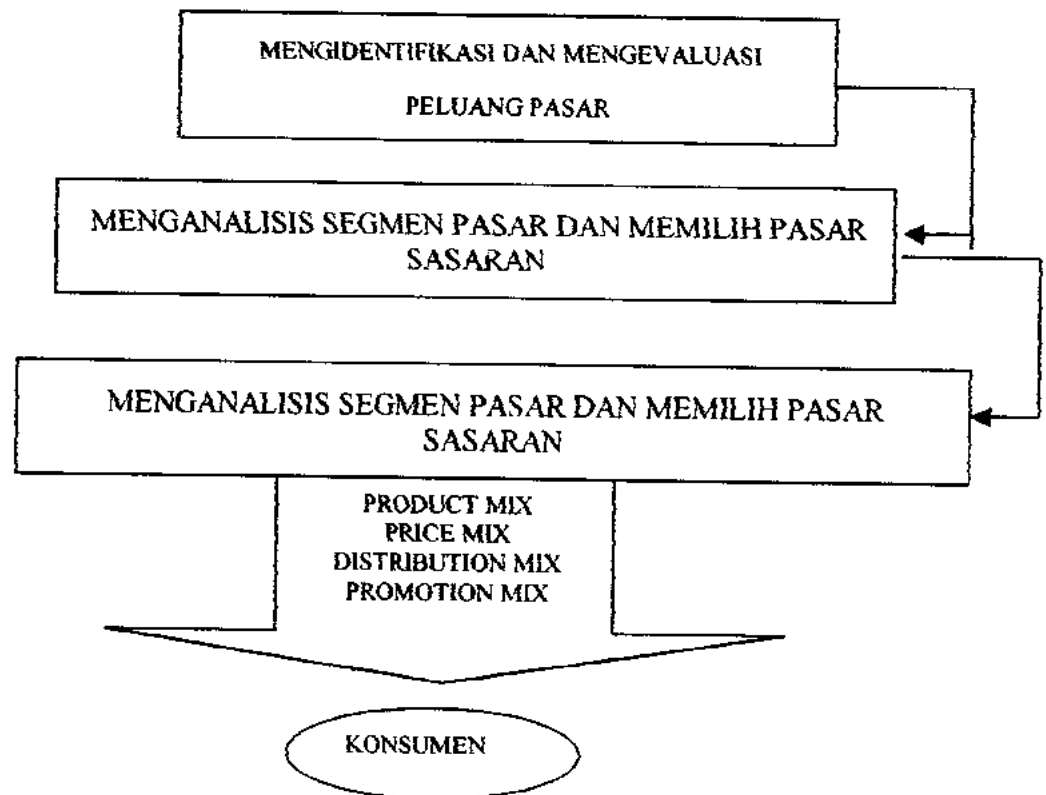 MENGIDENTIFIKASI DAN MENGEVALUASI
PELUANG PASAR
MENGANALISIS SEGMEN PASAR DAN MEMILIH PASAR
SASARAN
MENGANALISIS SEGMEN PASAR DAN MEMILIH PASAR
SASARAN
PRODUCT MIX
PRICE MIX
DISTRIBUTION MIX
PROMOTION MIX
KONSUMEN